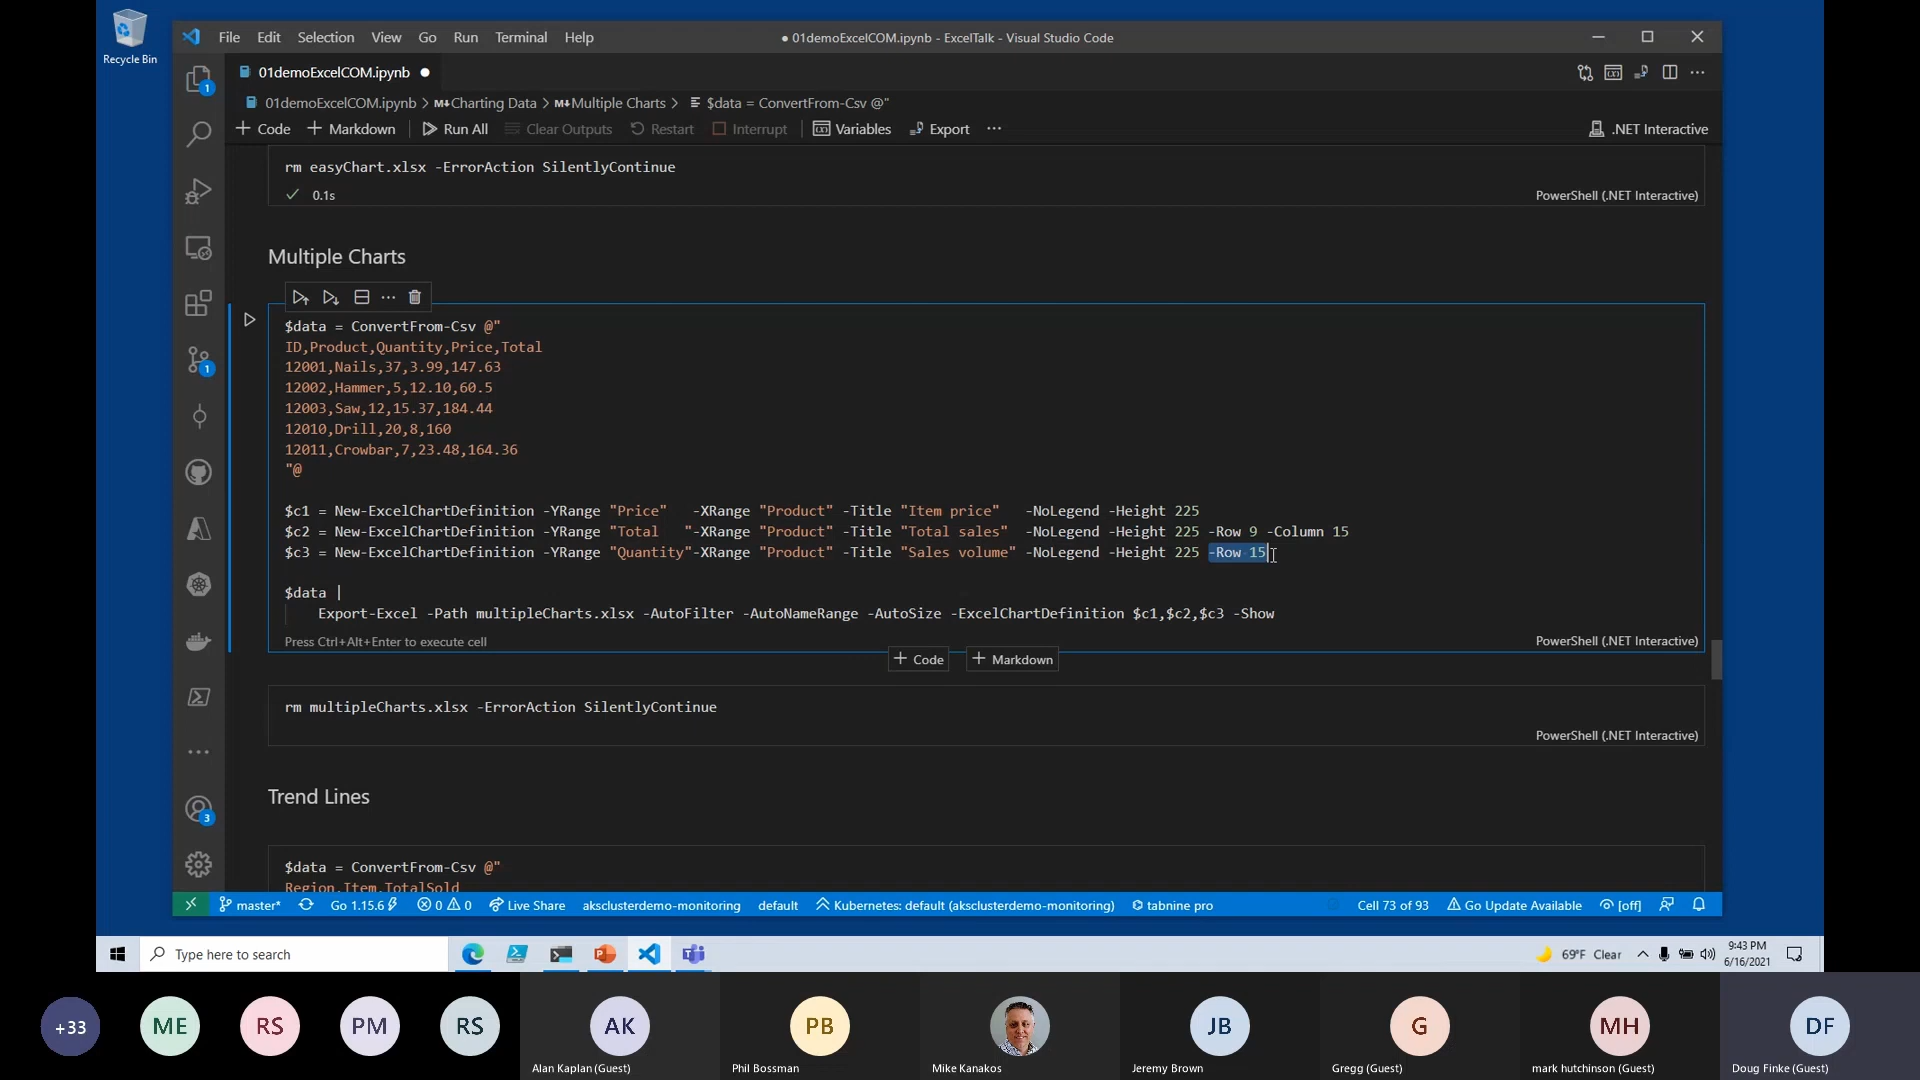 Recycle Bin
File Edit Selection View Go Run Terminal Help
● 01demoExcelCOM.ipynb - ExcelTalk - Visual Studio Code
01demoExcelCOM.ipynb ●
01demoExcelCOM.ipynb > M↓Charting Data > M↓Multiple Charts > $data = ConvertFrom-Csv @"
+ Code + Markdown Run All Clear Outputs Restart Interrupt Variables Export ··· .NET Interactive
rm easyChart.xlsx -ErrorAction SilentlyContinue
✓ 0.1s
PowerShell (.NET Interactive)
Multiple Charts
$data = ConvertFrom-Csv @"
ID,Product,Quantity,Price,Total
12001,Nails,37,3.99,147.63
12002,Hammer,5,12.10,60.5
12003,Saw,12,15.37,184.44
12010,Drill,20,8,160
12011,Crowbar,7,23.48,164.36
"@
$c1 = New-ExcelChartDefinition -YRange "Price"   -XRange "Product" -Title "Item price"   -NoLegend -Height 225
$c2 = New-ExcelChartDefinition -YRange "Total   "-XRange "Product" -Title "Total sales"  -NoLegend -Height 225 -Row 9 -Column 15
$c3 = New-ExcelChartDefinition -YRange "Quantity"-XRange "Product" -Title "Sales volume" -NoLegend -Height 225 -Row 15
$data |
Export-Excel -Path multipleCharts.xlsx -AutoFilter -AutoNameRange -AutoSize -ExcelChartDefinition $c1,$c2,$c3 -Show
Press Ctrl+Alt+Enter to execute cell
PowerShell (.NET Interactive)
+ Code + Markdown
rm multipleCharts.xlsx -ErrorAction SilentlyContinue
PowerShell (.NET Interactive)
Trend Lines
$data = ConvertFrom-Csv @"
Region,Item,TotalSold
1
1
3
master* Go 1.15.6 0 0 Live Share aksclusterdemo-monitoring default Kubernetes: default (aksclusterdemo-monitoring) tabnine pro Cell 73 of 93 Go Update Available [off]
Type here to search
69°F Clear
9:43 PM
6/16/2021
+33 ME RS PM RS AK PB JB G MH DF
Alan Kaplan (Guest) Phil Bossman Mike Kanakos Jeremy Brown Gregg (Guest) mark hutchinson (Guest) Doug Finke (Guest)